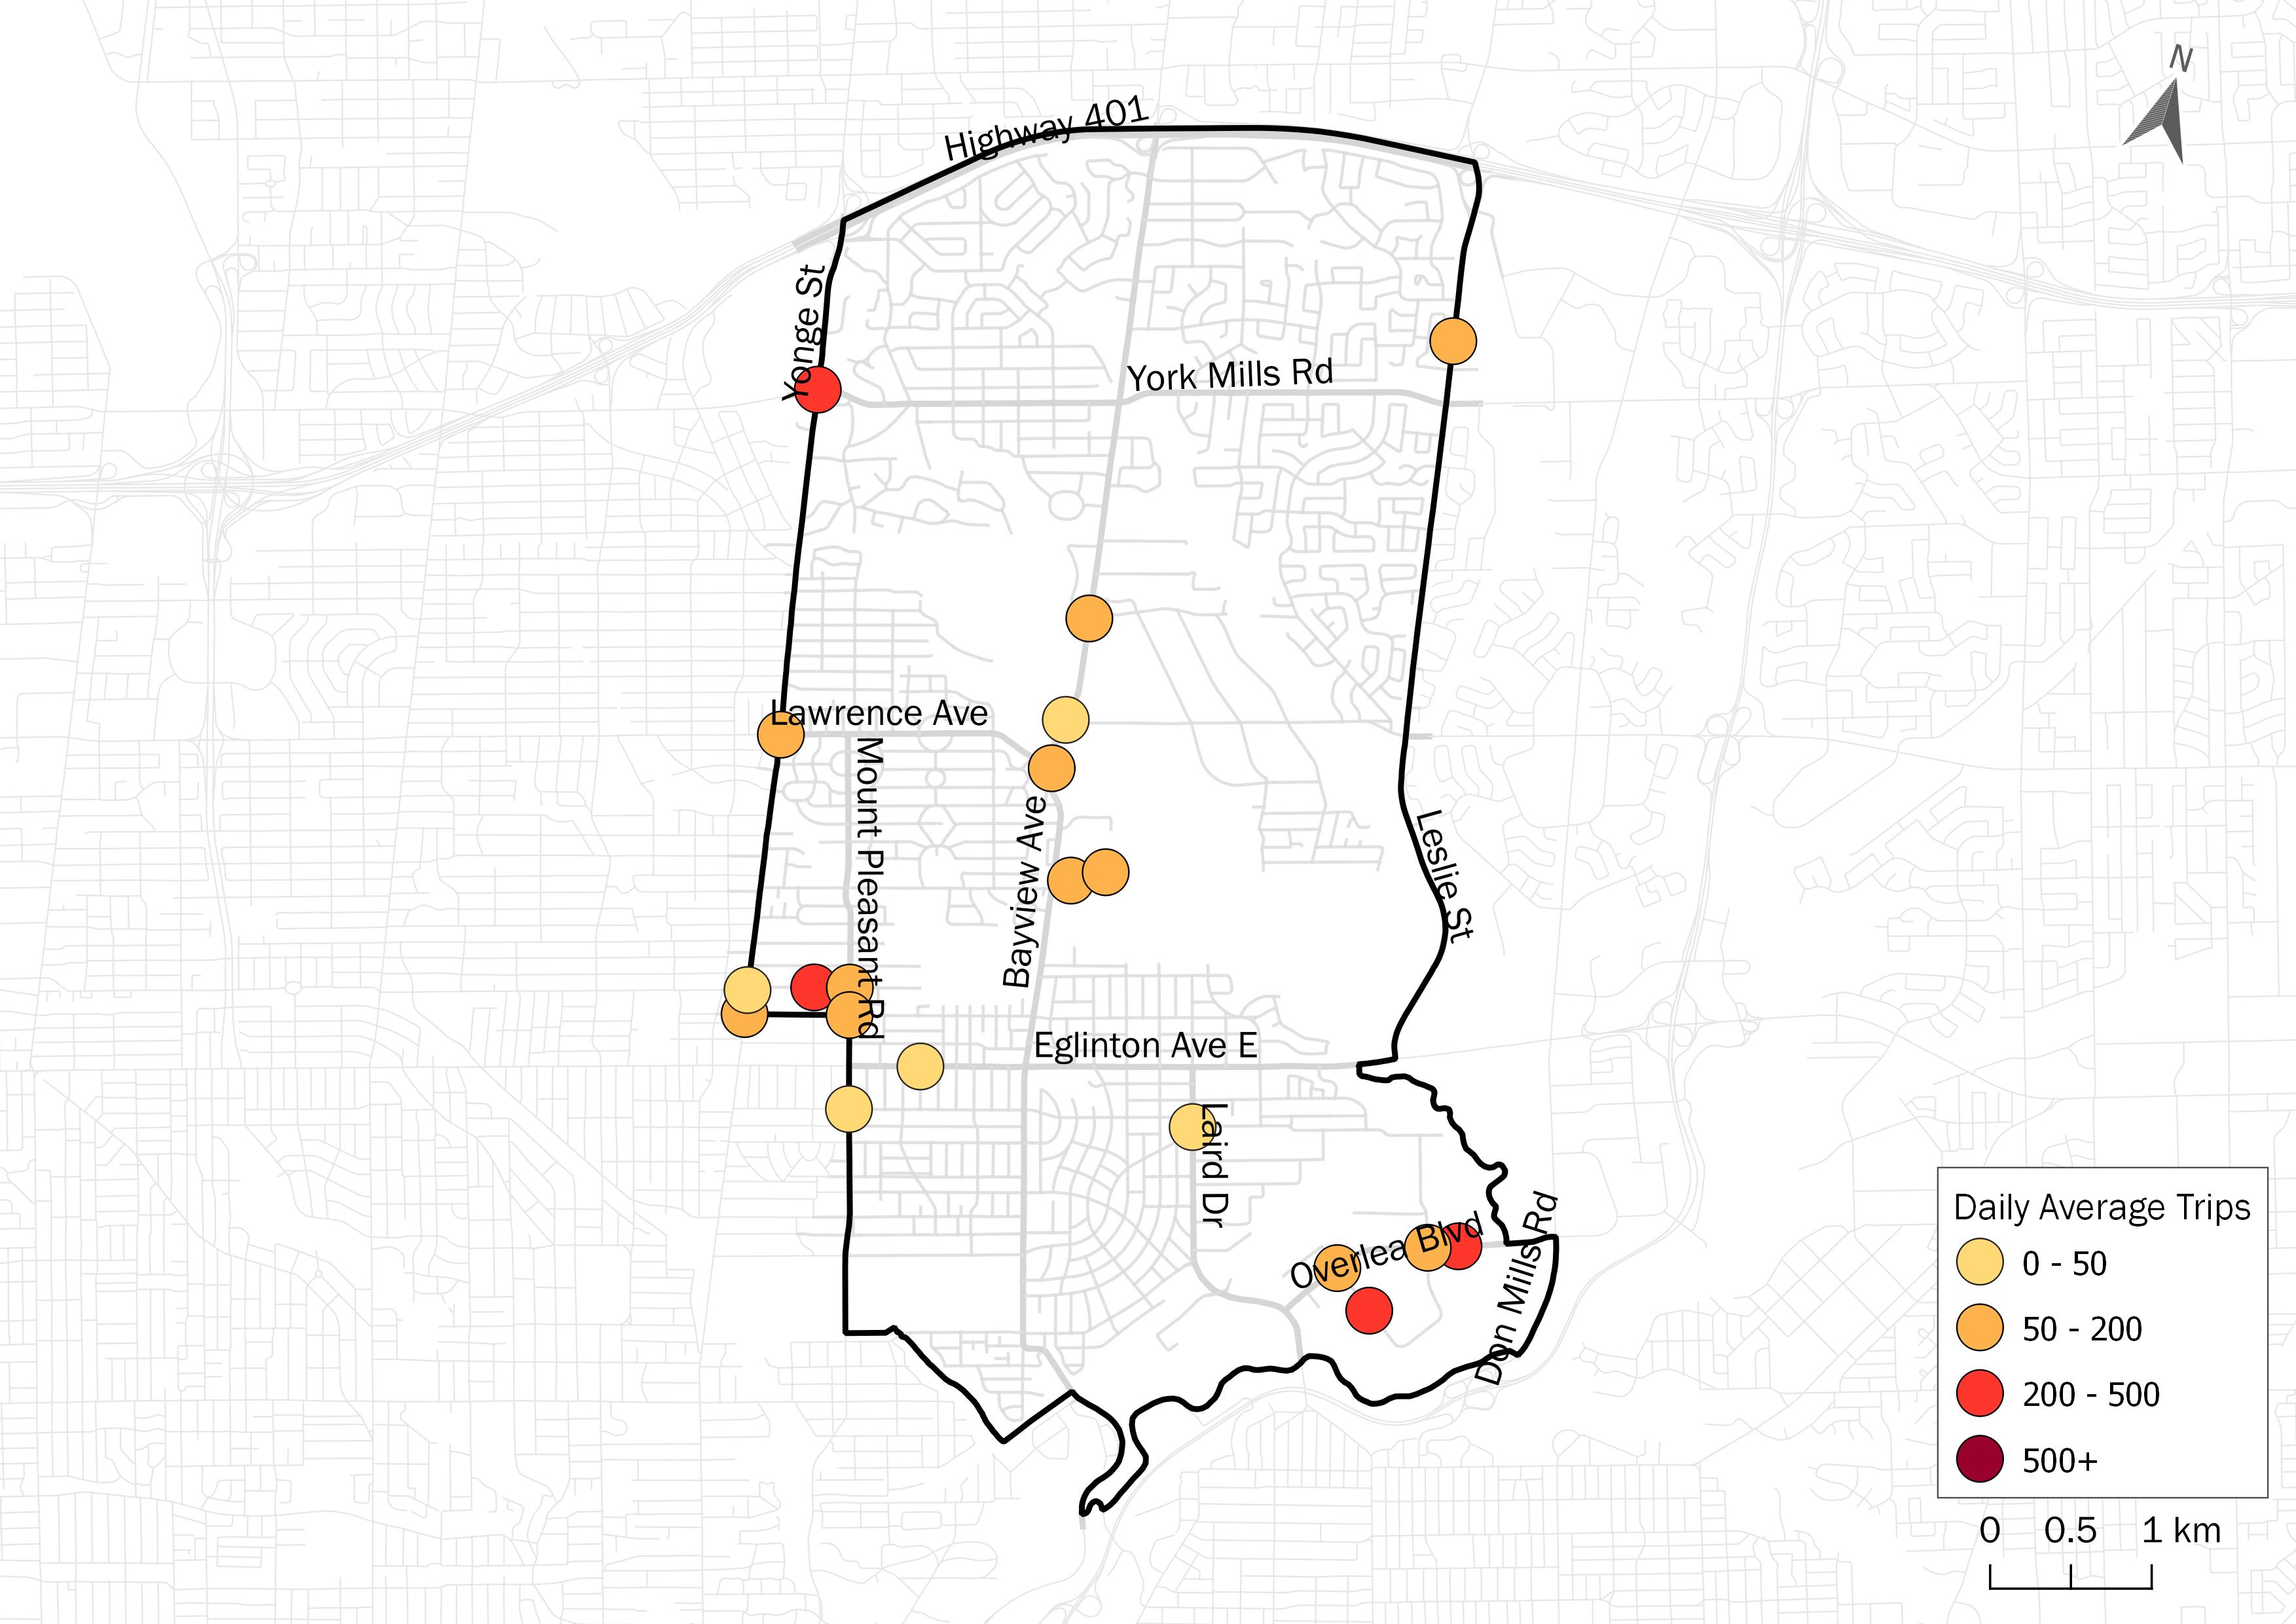 N
Highway 401
Yonge St
York Mills Rd
Lawrence Ave
Mount Pleasant Rd
Bayview Ave
Leslie St
Eglinton Ave E
Laird Dr
Overlea Blvd
Don Mills Rd
Daily Average Trips
0 - 50
50 - 200
200 - 500
500+
0 0.5 1 km